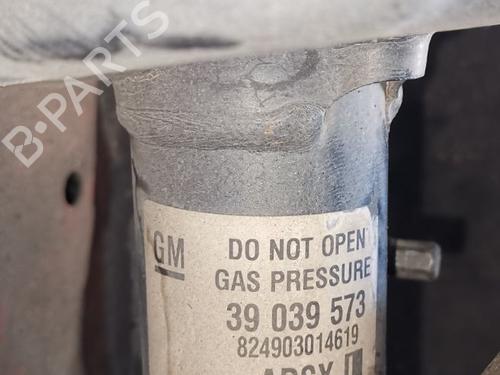 B-PARTS
GM
DO NOT OPEN
GAS PRESSURE
39 039 573
824903014619